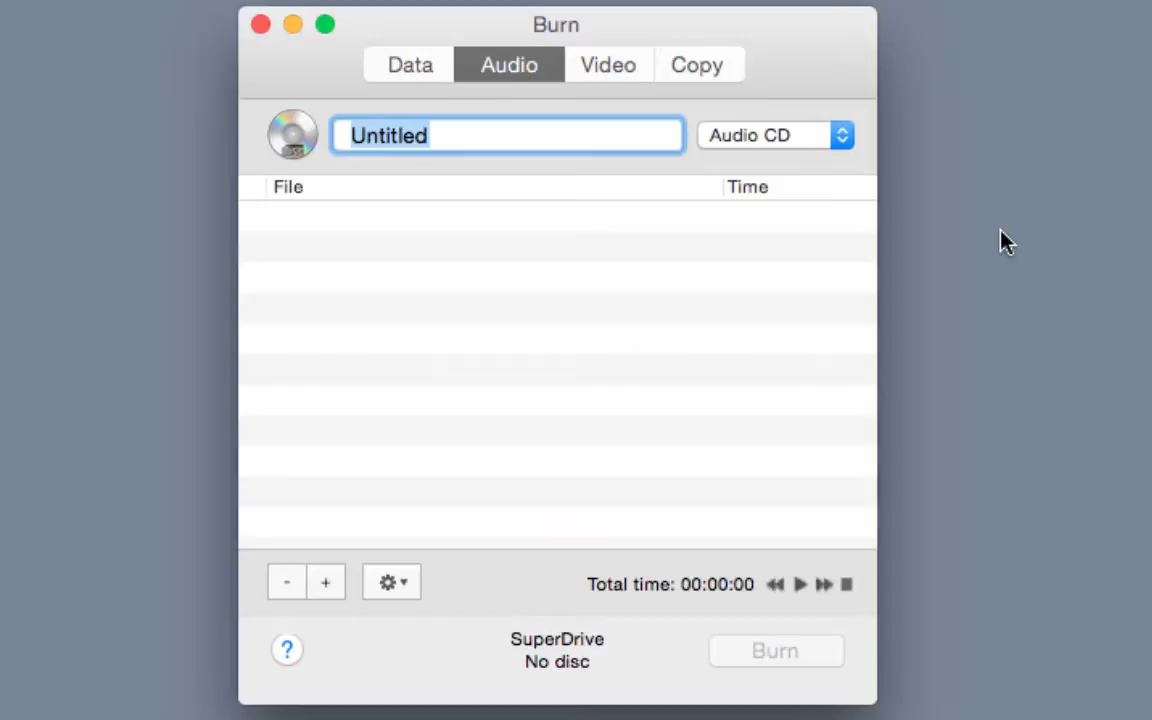 Burn
Data Audio Video Copy
Untitled Audio CD
File Time
- + Total time: 00:00:00
SuperDrive
? No disc Burn